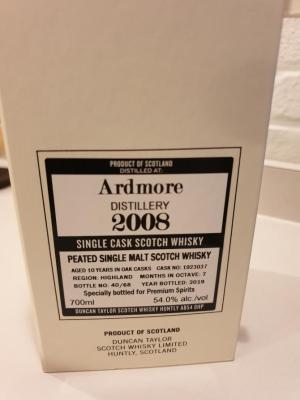 PRODUCT OF SCOTLAND
DISTILLED AT:
Ardmore
DISTILLERY
2008
SINGLE CASK SCOTCH WHISKY
PEATED SINGLE MALT SCOTCH WHISKY
AGED 10 YEARS IN OAK CASKS CASK NO: 1923037
REGION: HIGHLAND MONTHS IN OCTAVE: 7
BOTTLE NO: 40/68 YEAR BOTTLED: 2019
Specially bottled for Premium Spirits
700ml 54.0% alc./vol
DUNCAN TAYLOR SCOTCH WHISKY HUNTLY AB54 8HP
PRODUCT OF SCOTLAND
DUNCAN TAYLOR
SCOTCH WHISKY LIMITED
HUNTLY, SCOTLAND